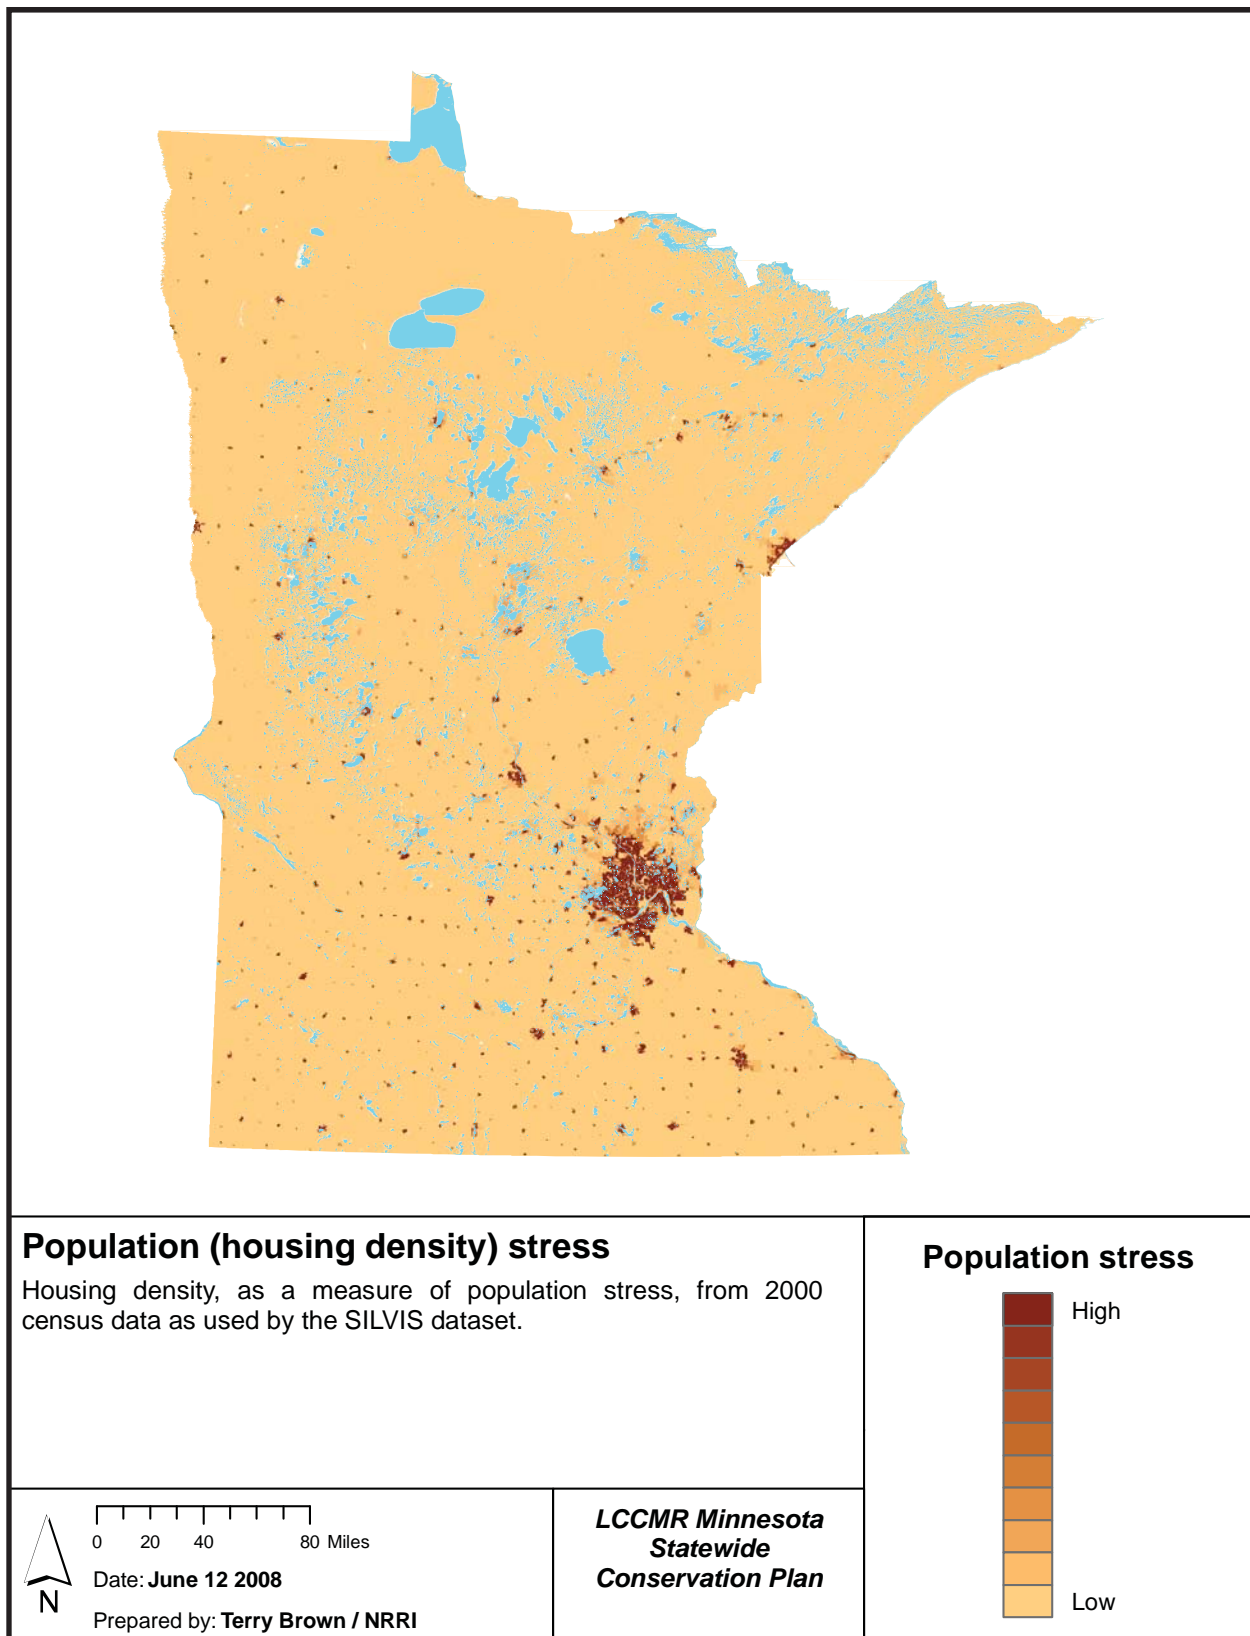 Population (housing density) stress
Housing density, as a measure of population stress, from 2000
census data as used by the SILVIS dataset.
Population stress
High
Low
0 20 40 80 Miles
Date: June 12 2008
Prepared by: Terry Brown / NRRI
N
LCCMR Minnesota
Statewide
Conservation Plan